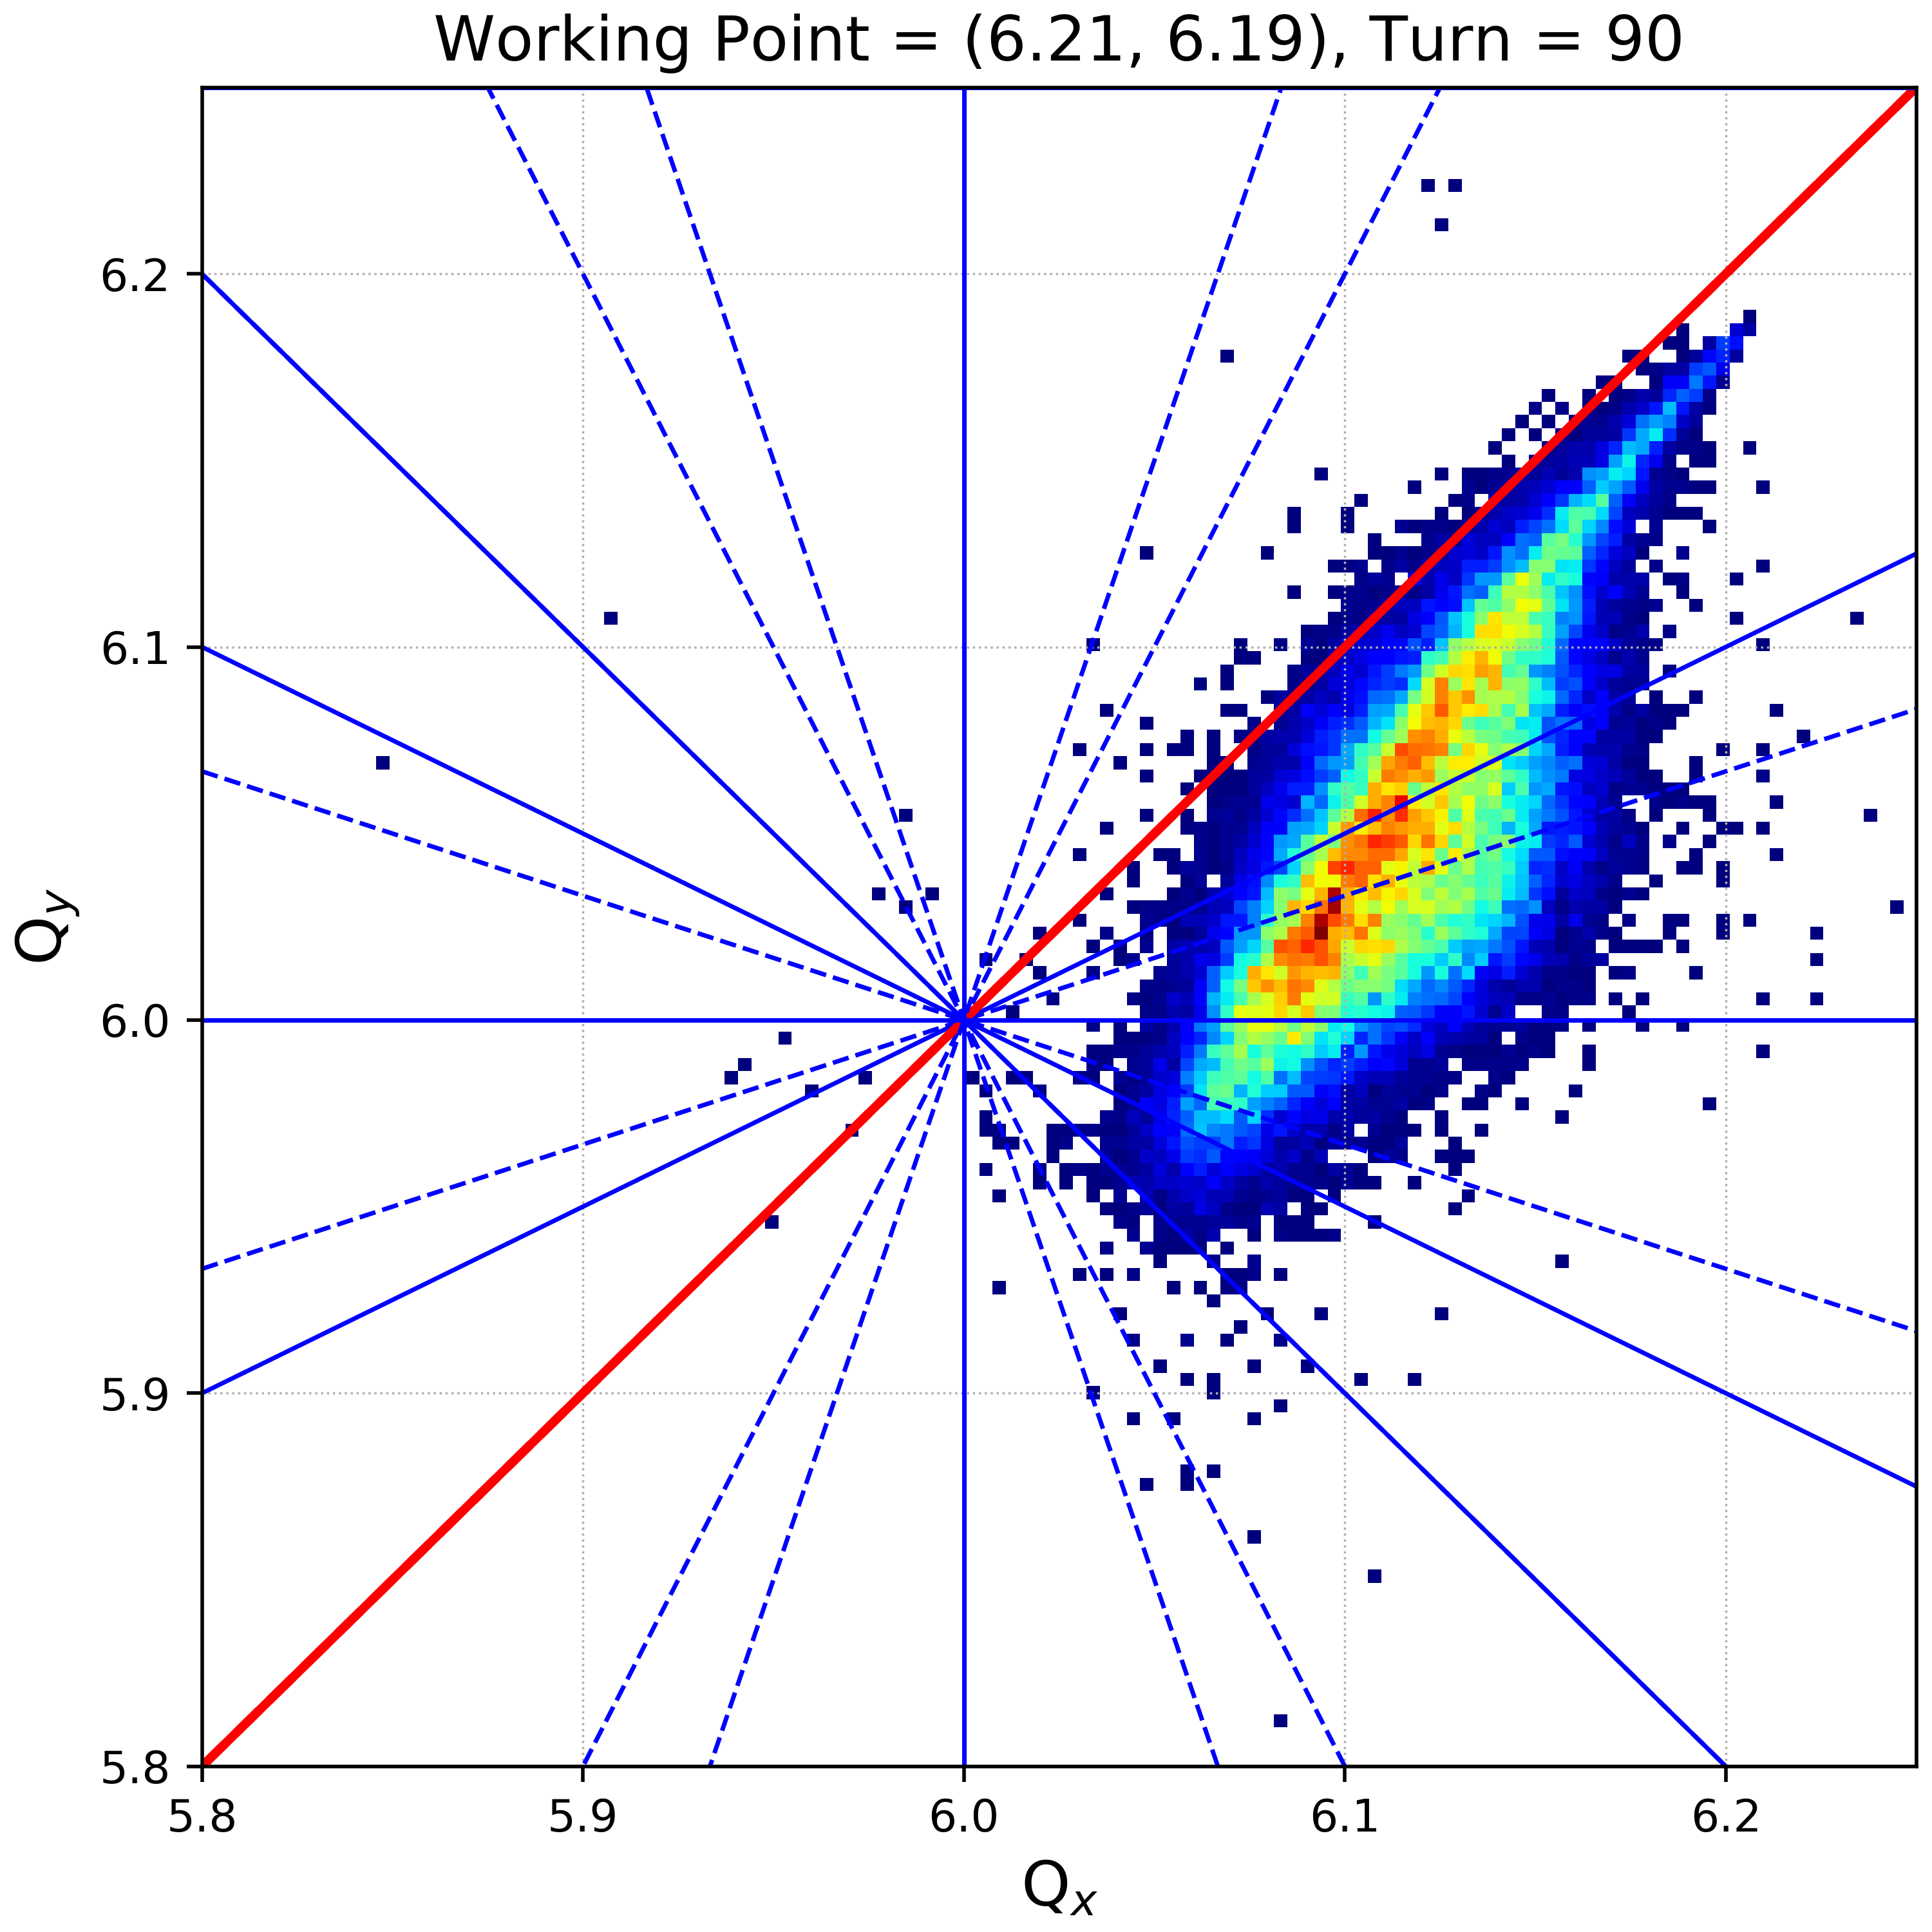 Working Point = (6.21, 6.19), Turn = 90
6.2
6.1
6.0
5.9
5.8
Qy
5.8 5.9 6.0 6.1 6.2
Qx